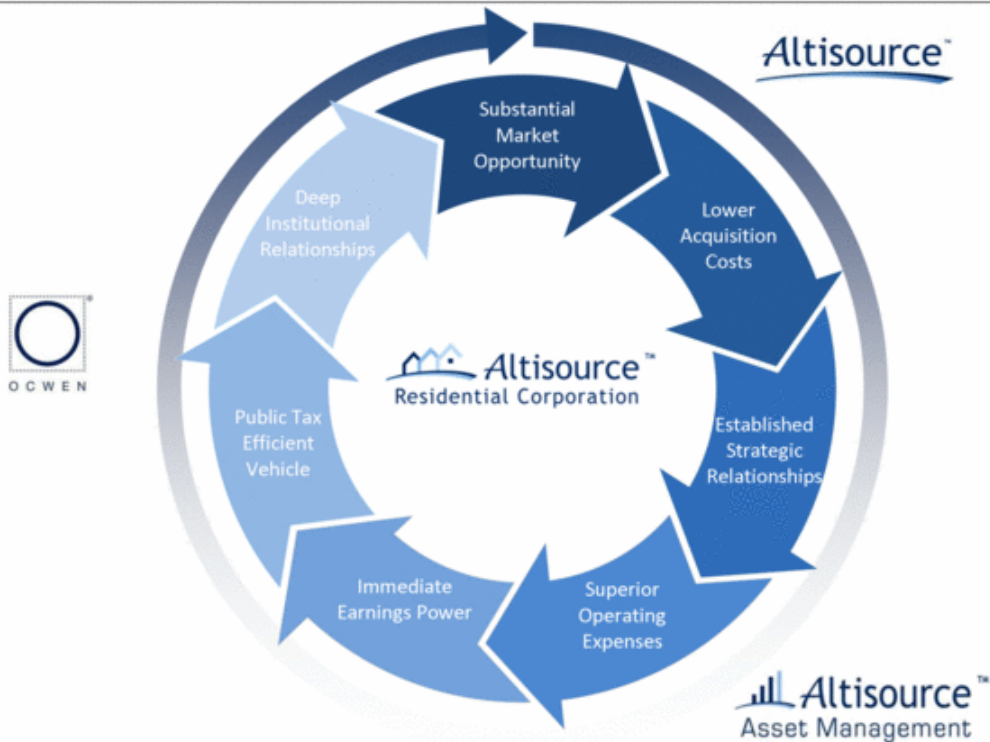 Altisource™
Substantial
Market
Opportunity
Lower
Acquisition
Costs
Established
Strategic
Relationships
Superior
Operating
Expenses
Immediate
Earnings Power
Public Tax
Efficient
Vehicle
Deep
Institutional
Relationships
Altisource™
Residential Corporation
®
OCWEN
Altisource™
Asset Management